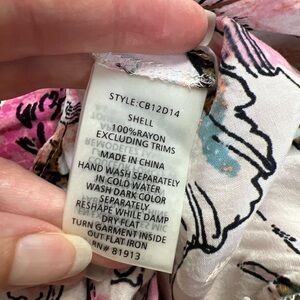 STYLE:CB12D14
SHELL
100%RAYON
EXCLUDING TRIMS
MADE IN CHINA
HAND WASH SEPARATELY
IN COLD WATER
WASH DARK COLOR
SEPARATELY
RESHAPE WHILE DAMP
DRY FLAT
TURN GARMENT INSIDE
OUT FLAT IRON
RN# 81913